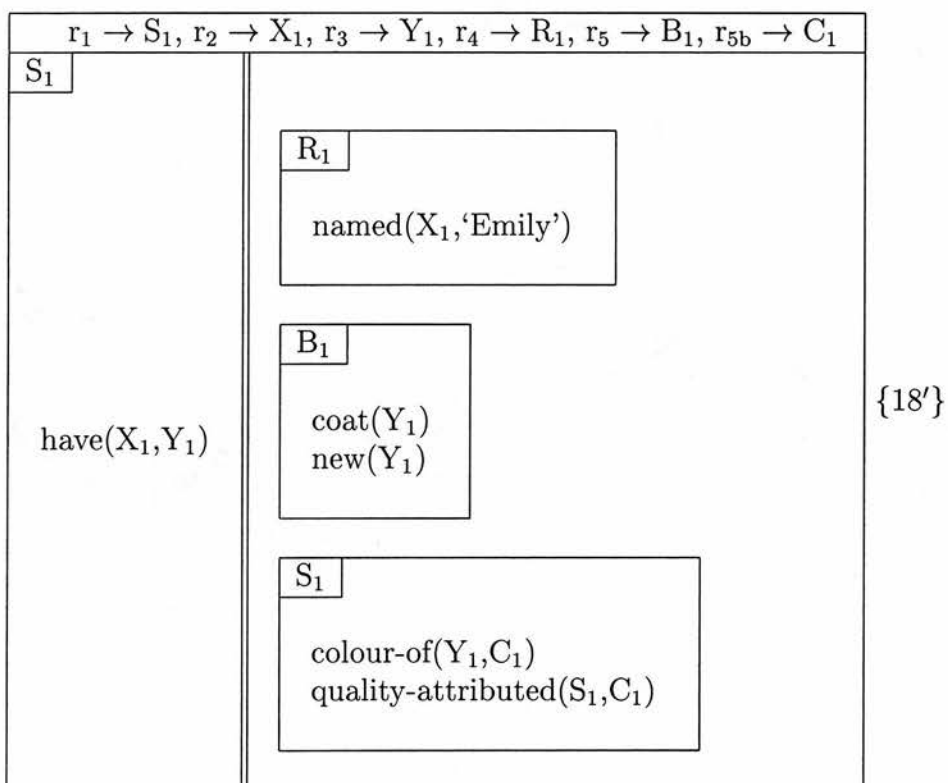 r₁ → S₁, r₂ → X₁, r₃ → Y₁, r₄ → R₁, r₅ → B₁, r₅b → C₁
S₁
R₁
named(X₁,‘Emily’)
B₁
coat(Y₁)
new(Y₁)
have(X₁,Y₁)
{18′}
S₁
colour-of(Y₁,C₁)
quality-attributed(S₁,C₁)